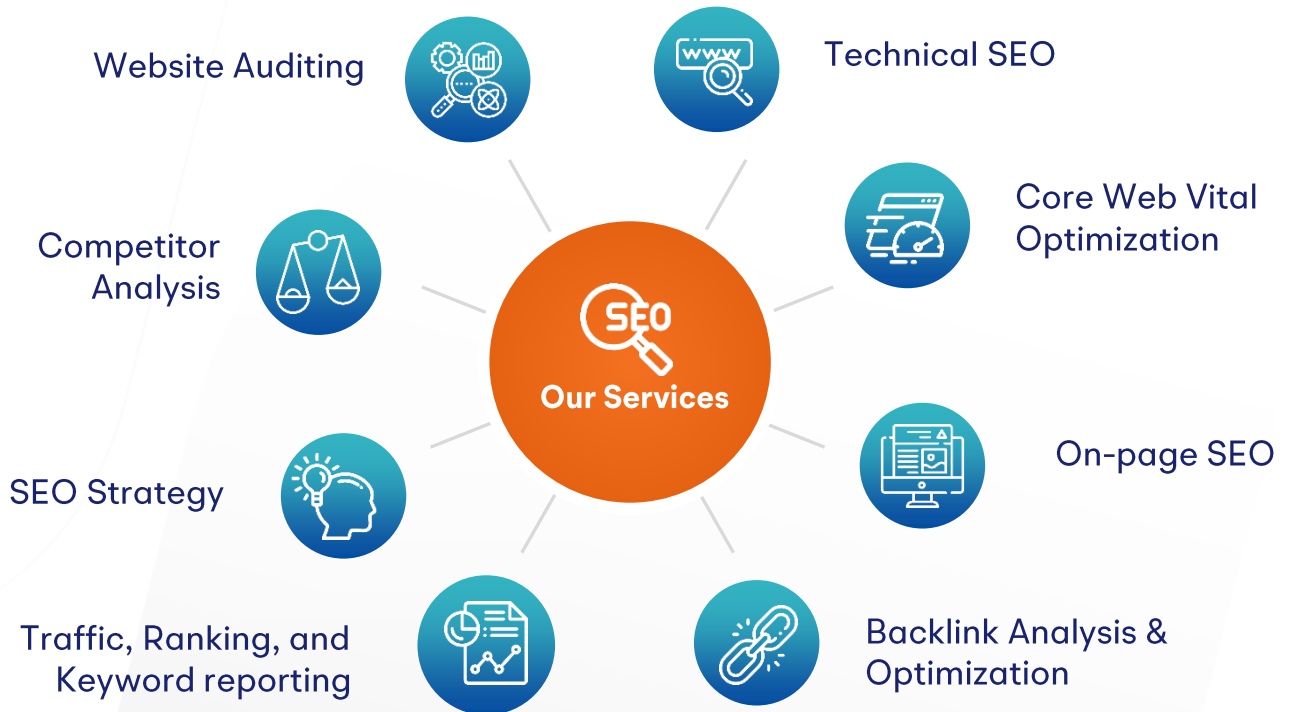 Website Auditing
www
Technical SEO
Core Web Vital
Optimization
Competitor
Analysis
SEO
Our Services
On-page SEO
SEO Strategy
Traffic, Ranking, and
Keyword reporting
Backlink Analysis &
Optimization